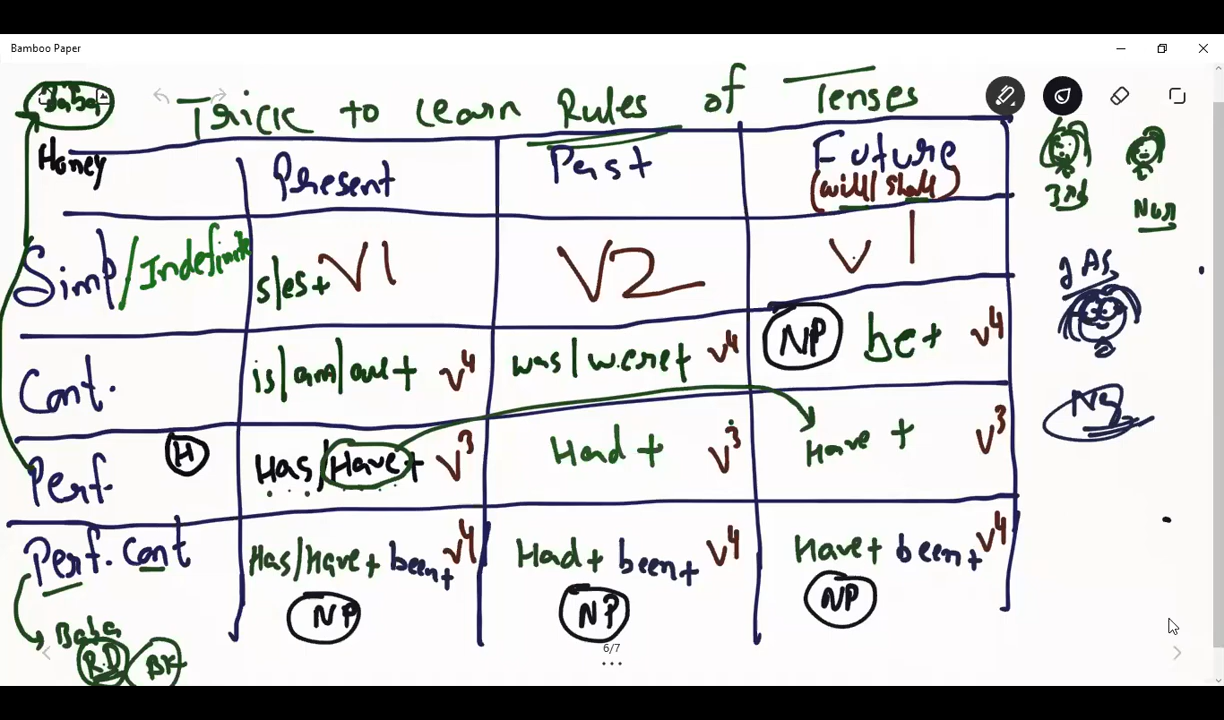 Bamboo Paper
Baba
Trick to Learn Rules of Tenses
Honey
Present
Past
Future
(will/shall)
3rd
Nun
Simp/Indefinite
s/es+ V1
V2
V1
Cont.
is/am/are+ V4
was/were+ V4
NP be+ V4
Perf
H
Has/Have+ V3
Had + V3
Have + V3
Perf. Cont
Has/Have+ been+ V4
Had+ been+ V4
Have+ been+ V4
NP
NP
NP
Baba
R.D
6/7